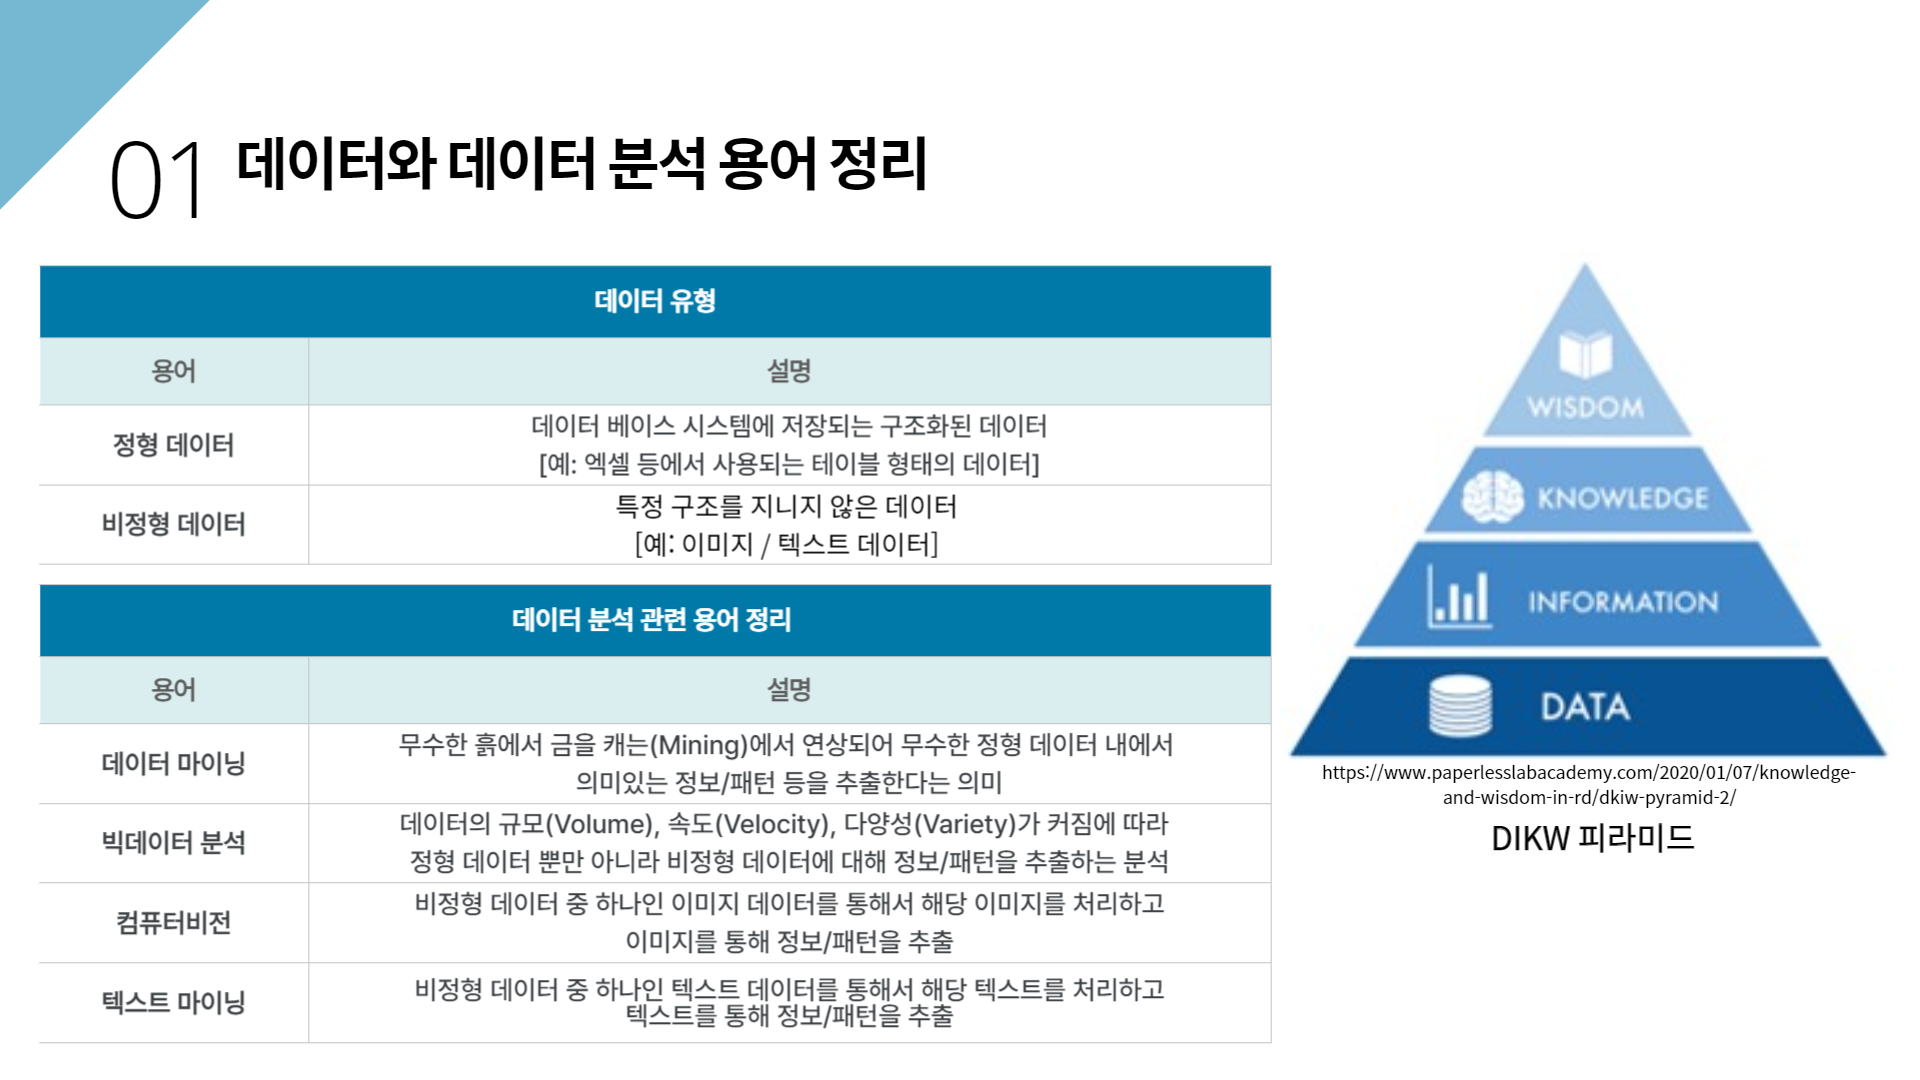 01 데이터와 데이터 분석 용어 정리
데이터 유형
용어 설명
정형 데이터
데이터 베이스 시스템에 저장되는 구조화된 데이터
[예: 엑셀 등에서 사용되는 테이블 형태의 데이터]
비정형 데이터
특정 구조를 지니지 않은 데이터
[예: 이미지 / 텍스트 데이터]
데이터 분석 관련 용어 정리
용어 설명
데이터 마이닝
무수한 흙에서 금을 캐는(Mining)에서 연상되어 무수한 정형 데이터 내에서
의미있는 정보/패턴 등을 추출한다는 의미
빅데이터 분석
데이터의 규모(Volume), 속도(Velocity), 다양성(Variety)가 커짐에 따라
정형 데이터 뿐만 아니라 비정형 데이터에 대해 정보/패턴을 추출하는 분석
컴퓨터비전
비정형 데이터 중 하나인 이미지 데이터를 통해서 해당 이미지를 처리하고
이미지를 통해 정보/패턴을 추출
텍스트 마이닝
비정형 데이터 중 하나인 텍스트 데이터를 통해서 해당 텍스트를 처리하고
텍스트를 통해 정보/패턴을 추출
WISDOM
KNOWLEDGE
INFORMATION
DATA
https://www.paperlesslabacademy.com/2020/01/07/knowledge-
and-wisdom-in-rd/dkiw-pyramid-2/
DIKW 피라미드